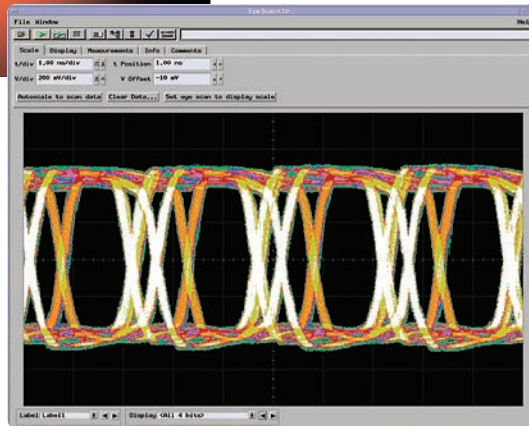 EyeScan<1>
File Window Help
Scale Display Measurements Info Comments
t/div 1.00 ns/div t Position 1.00 ns
V/div 200 mV/div V Offset -10 mV
Autoscale to scan data Clear Data... Set eye scan to display scale
Label Label1 Display <All 4 bits>